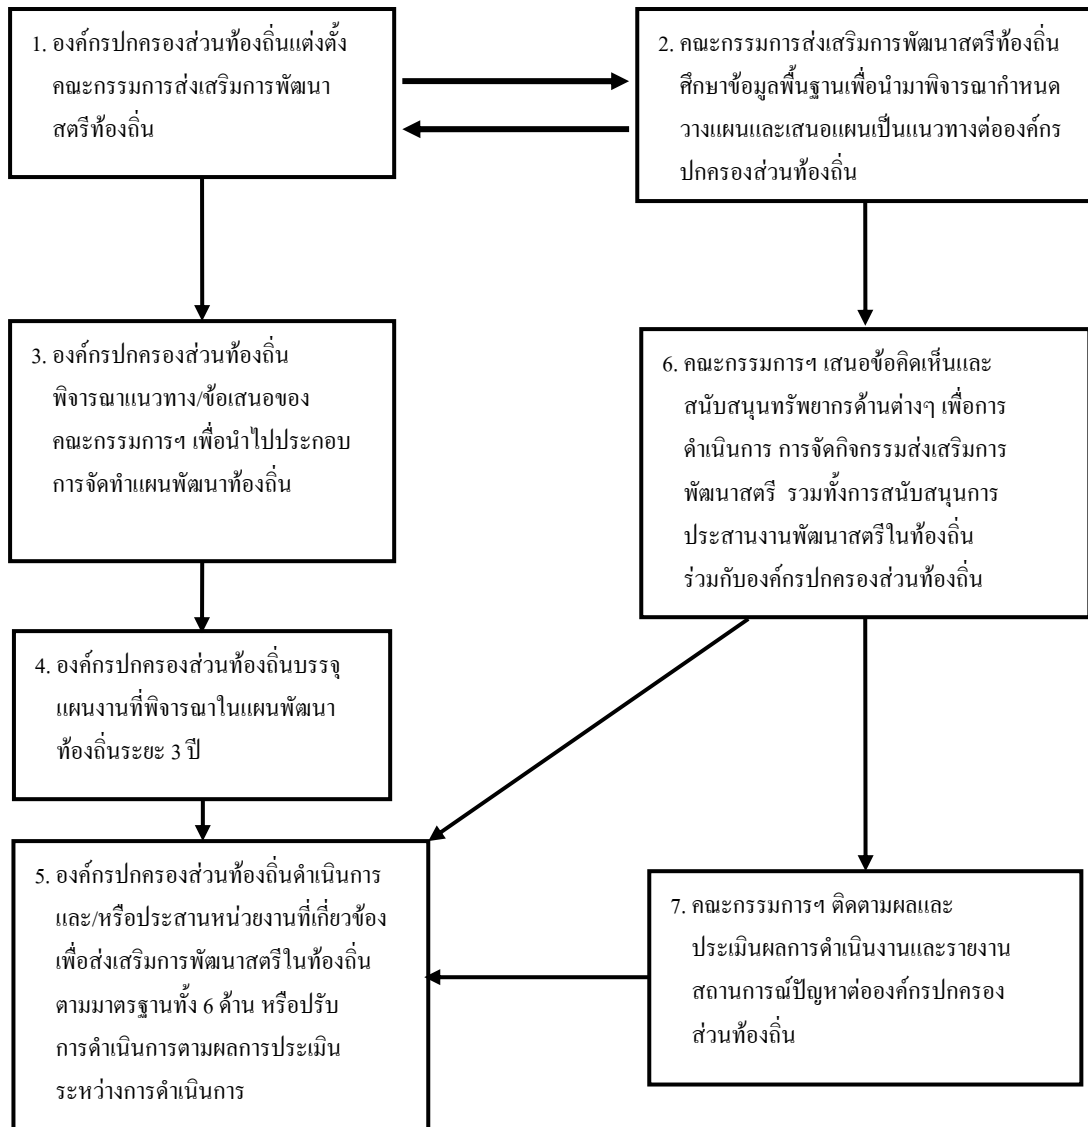 1. องค์กรปกครองส่วนท้องถิ่นแต่งตั้ง
คณะกรรมการส่งเสริมการพัฒนา
สตรีท้องถิ่น
2. คณะกรรมการส่งเสริมการพัฒนาสตรีท้องถิ่น
ศึกษาข้อมูลพื้นฐานเพื่อนำมาพิจารณากำหนด
วางแผนและเสนอแผนเป็นแนวทางต่อองค์กร
ปกครองส่วนท้องถิ่น
3. องค์กรปกครองส่วนท้องถิ่น
พิจารณาแนวทาง/ข้อเสนอของ
คณะกรรมการฯ เพื่อนำไปประกอบ
การจัดทำแผนพัฒนาท้องถิ่น
6. คณะกรรมการฯ เสนอข้อคิดเห็นและ
สนับสนุนทรัพยากรด้านต่างๆ เพื่อการ
ดำเนินการ การจัดกิจกรรมส่งเสริมการ
พัฒนาสตรี รวมทั้งการสนับสนุนการ
ประสานงานพัฒนาสตรีในท้องถิ่น
ร่วมกับองค์กรปกครองส่วนท้องถิ่น
4. องค์กรปกครองส่วนท้องถิ่นบรรจุ
แผนงานที่พิจารณาในแผนพัฒนา
ท้องถิ่นระยะ 3 ปี
5. องค์กรปกครองส่วนท้องถิ่นดำเนินการ
และ/หรือประสานหน่วยงานที่เกี่ยวข้อง
เพื่อส่งเสริมการพัฒนาสตรีในท้องถิ่น
ตามมาตรฐานทั้ง 6 ด้าน หรือปรับ
การดำเนินการตามผลการประเมิน
ระหว่างการดำเนินการ
7. คณะกรรมการฯ ติดตามผลและ
ประเมินผลการดำเนินงานและรายงาน
สถานการณ์ปัญหาต่อองค์กรปกครอง
ส่วนท้องถิ่น